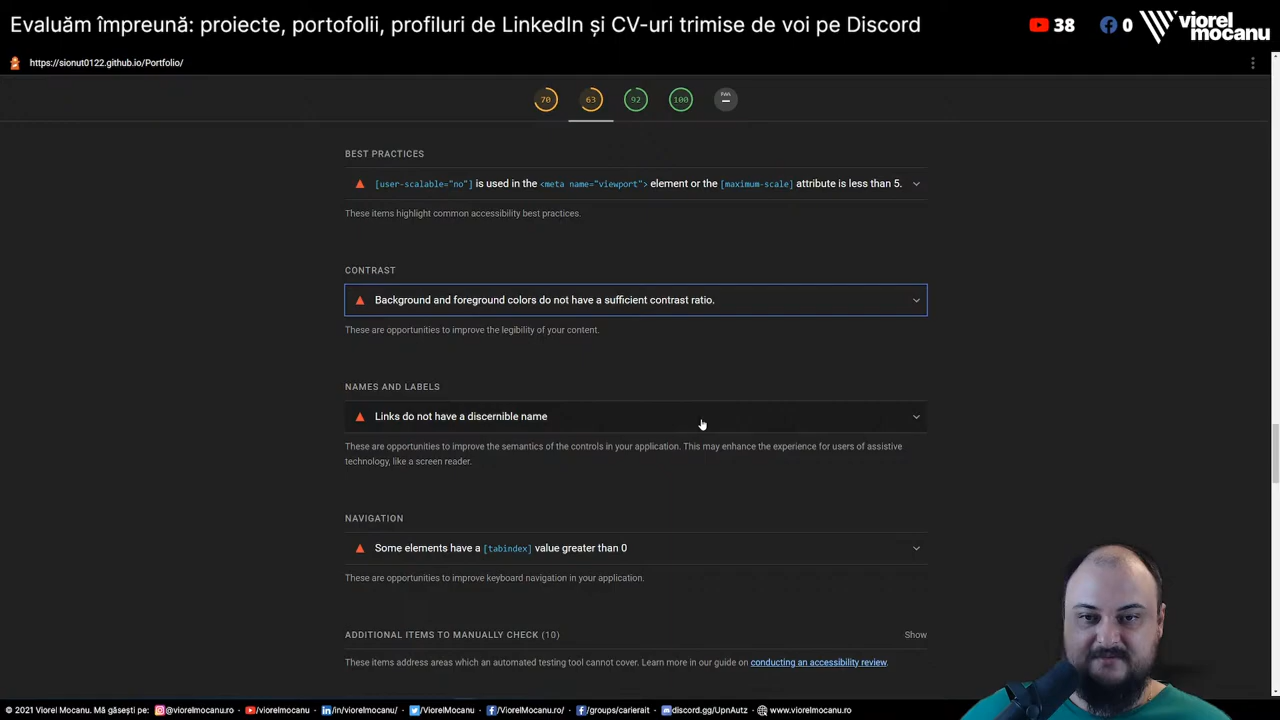 Evaluăm împreună: proiecte, portofolii, profiluri de LinkedIn și CV-uri trimise de voi pe Discord
38
0
viorel mocanu
https://sionut0122.github.io/Portfolio/
70
63
92
100
PWA
BEST PRACTICES
[user-scalable="no"] is used in the <meta name="viewport"> element or the [maximum-scale] attribute is less than 5.
These items highlight common accessibility best practices.
CONTRAST
Background and foreground colors do not have a sufficient contrast ratio.
These are opportunities to improve the legibility of your content.
NAMES AND LABELS
Links do not have a discernible name
These are opportunities to improve the semantics of the controls in your application. This may enhance the experience for users of assistive
technology, like a screen reader.
NAVIGATION
Some elements have a [tabindex] value greater than 0
These are opportunities to improve keyboard navigation in your application.
ADDITIONAL ITEMS TO MANUALLY CHECK (10) Show
These items address areas which an automated testing tool cannot cover. Learn more in our guide on conducting an accessibility review.
© 2021 Viorel Mocanu. Mă găsești pe: @viorelmocanu /viorelmocanu /in/viorelmocanu/ /ViorelMocanu /ViorelMocanu.ro/ /groups/carierait discord.gg/UpnAutz www.viorelmocanu.ro